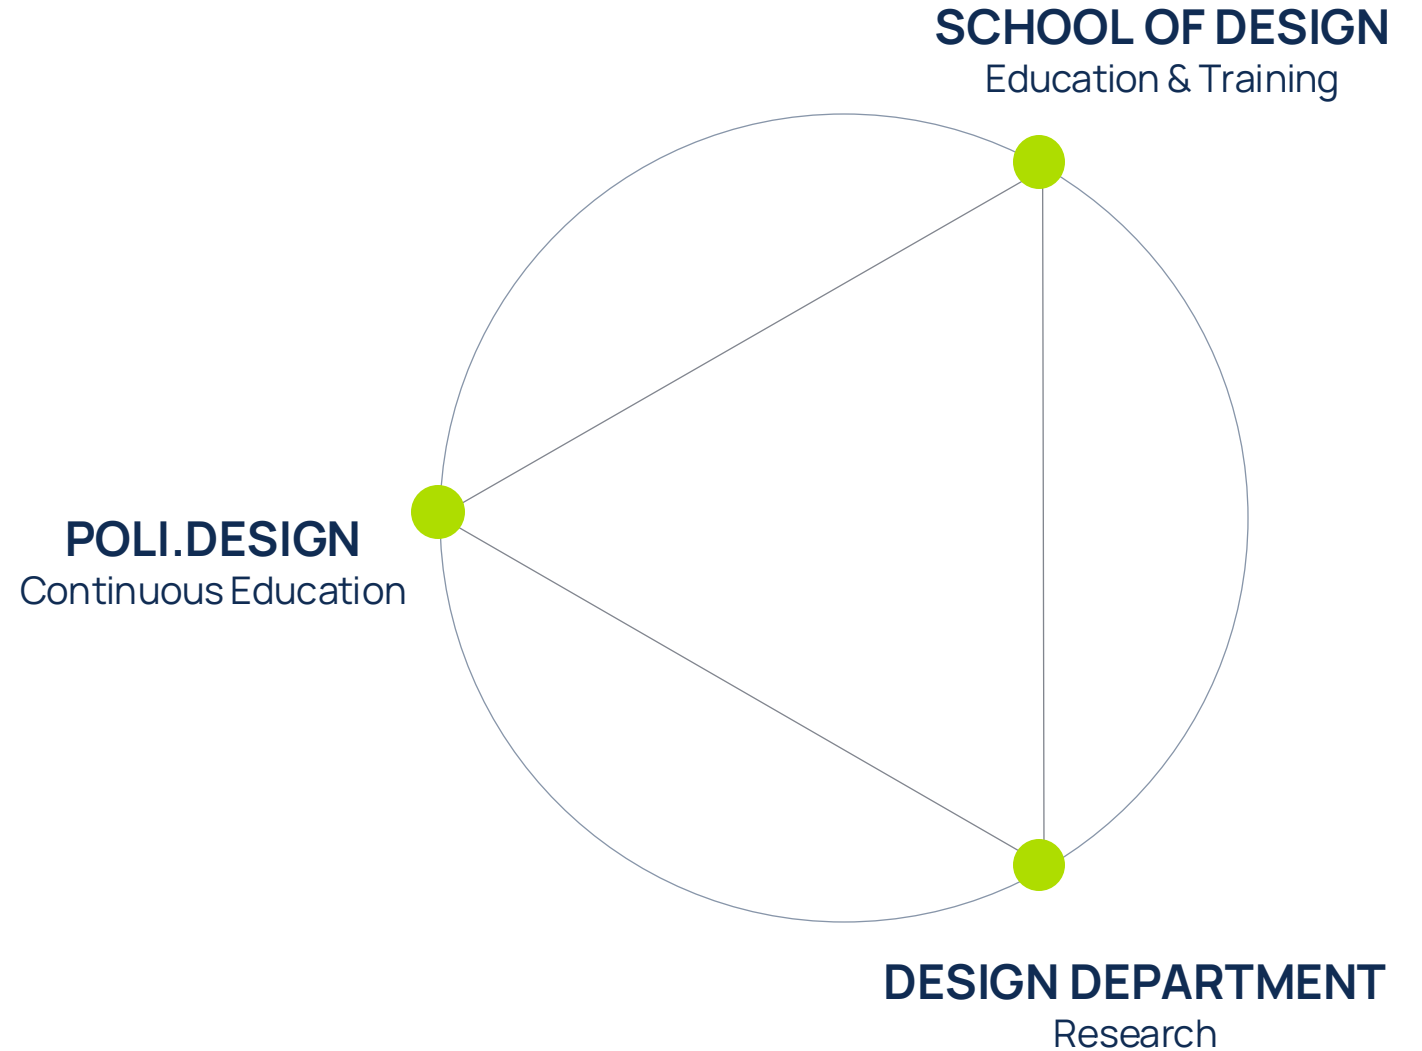 SCHOOL OF DESIGN
Education & Training
POLI.DESIGN
Continuous Education
DESIGN DEPARTMENT
Research